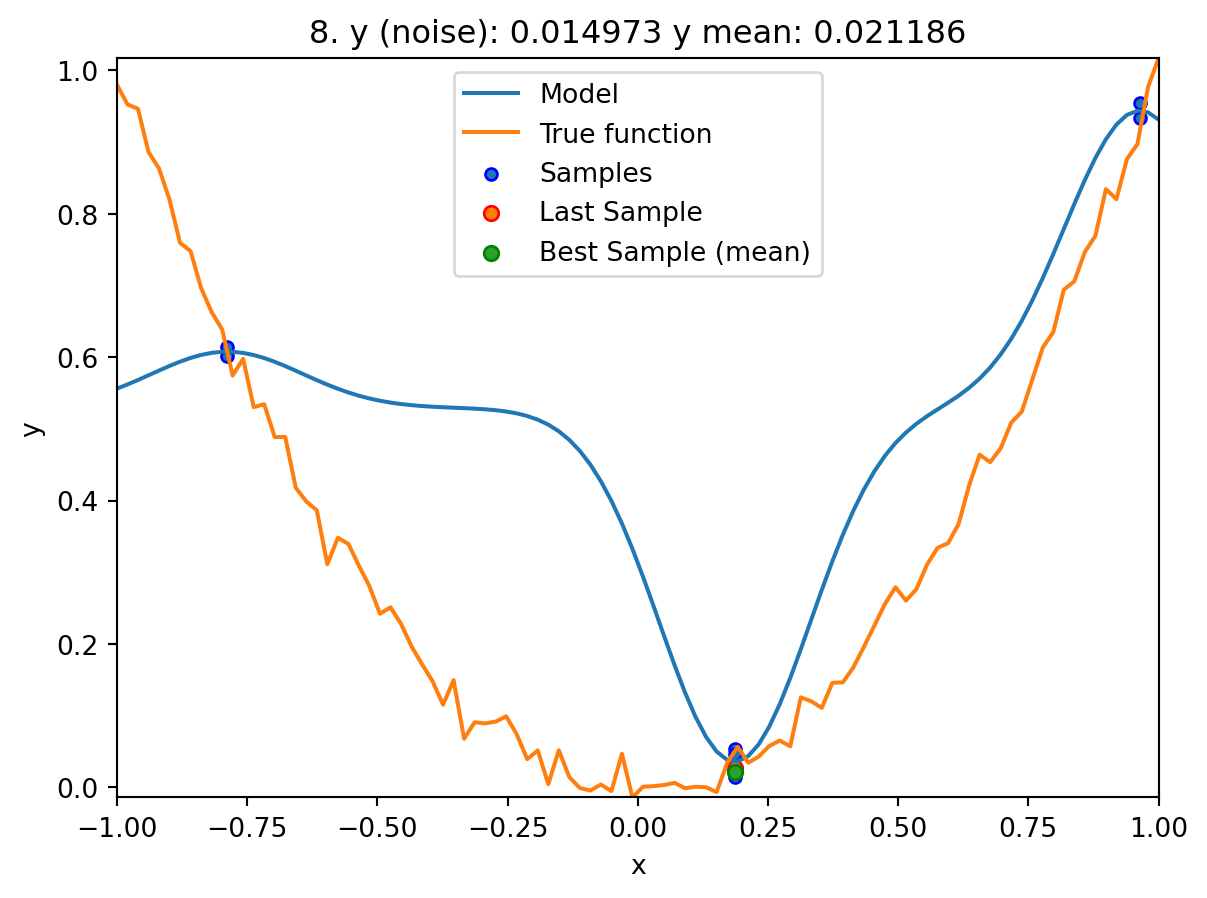 8. y (noise): 0.014973 y mean: 0.021186
Model
True function
Samples
Last Sample
Best Sample (mean)
1.0
0.8
0.6
0.4
0.2
0.0
y
−1.00 −0.75 −0.50 −0.25 0.00 0.25 0.50 0.75 1.00
x